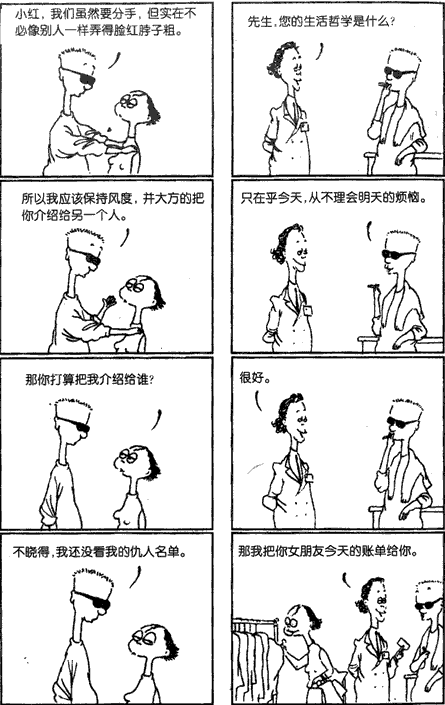 小红，我们虽然要分手，但实在不
必像别人一样弄得脸红脖子粗。
所以我应该保持风度，并大方的把
你介绍给另一个人。
那你打算把我介绍给谁？
不晓得，我还没看我的仇人名单。
先生，您的生活哲学是什么？
只在乎今天，从不理会明天的烦恼。
很好。
那我把你女朋友今天的账单给你。